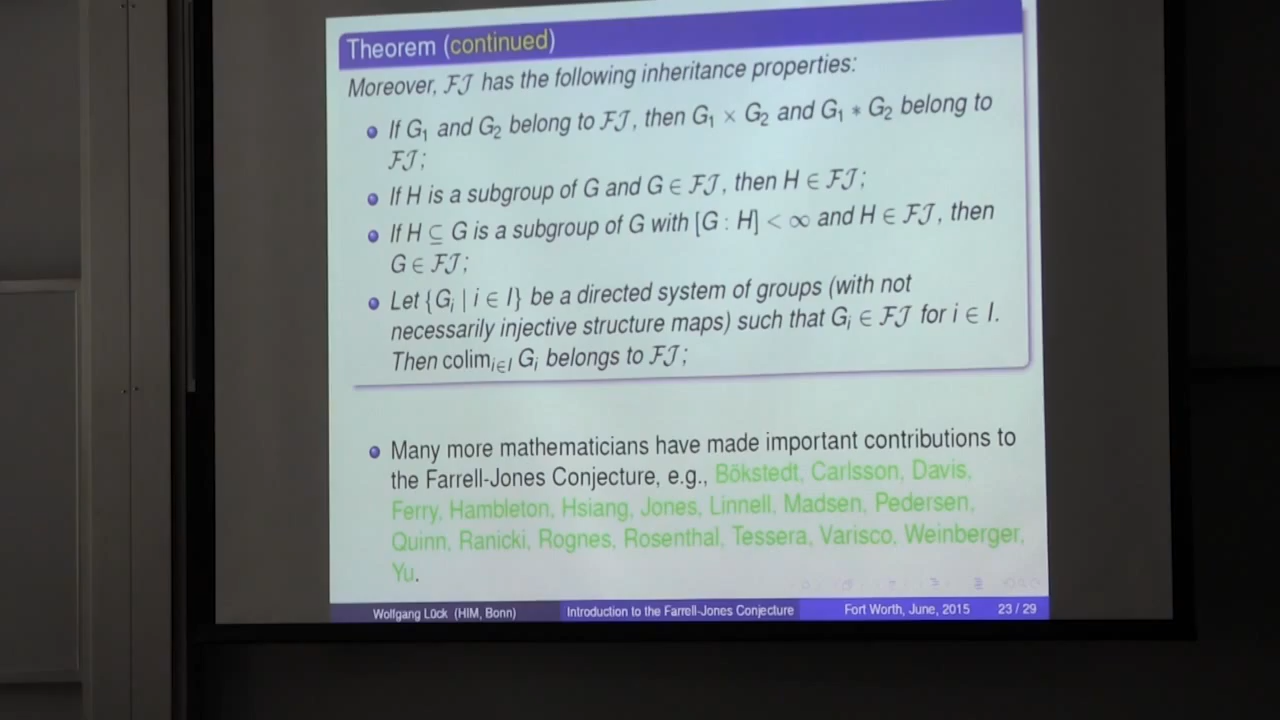 Theorem (continued)
Moreover, 𝓕𝓙 has the following inheritance properties:
If G₁ and G₂ belong to 𝓕𝓙, then G₁ × G₂ and G₁ ∗ G₂ belong to
𝓕𝓙;
If H is a subgroup of G and G ∈ 𝓕𝓙, then H ∈ 𝓕𝓙;
If H ⊆ G is a subgroup of G with [G : H] < ∞ and H ∈ 𝓕𝓙, then
G ∈ 𝓕𝓙;
Let {Gᵢ | i ∈ I} be a directed system of groups (with not
necessarily injective structure maps) such that Gᵢ ∈ 𝓕𝓙 for i ∈ I.
Then colim_{i∈I} Gᵢ belongs to 𝓕𝓙;
Many more mathematicians have made important contributions to
the Farrell-Jones Conjecture, e.g., Bökstedt, Carlsson, Davis,
Ferry, Hambleton, Hsiang, Jones, Linnell, Madsen, Pedersen,
Quinn, Ranicki, Rognes, Rosenthal, Tessera, Varisco, Weinberger,
Yu.
Wolfgang Lück (HIM, Bonn) Introduction to the Farrell-Jones Conjecture Fort Worth, June, 2015 23 / 29